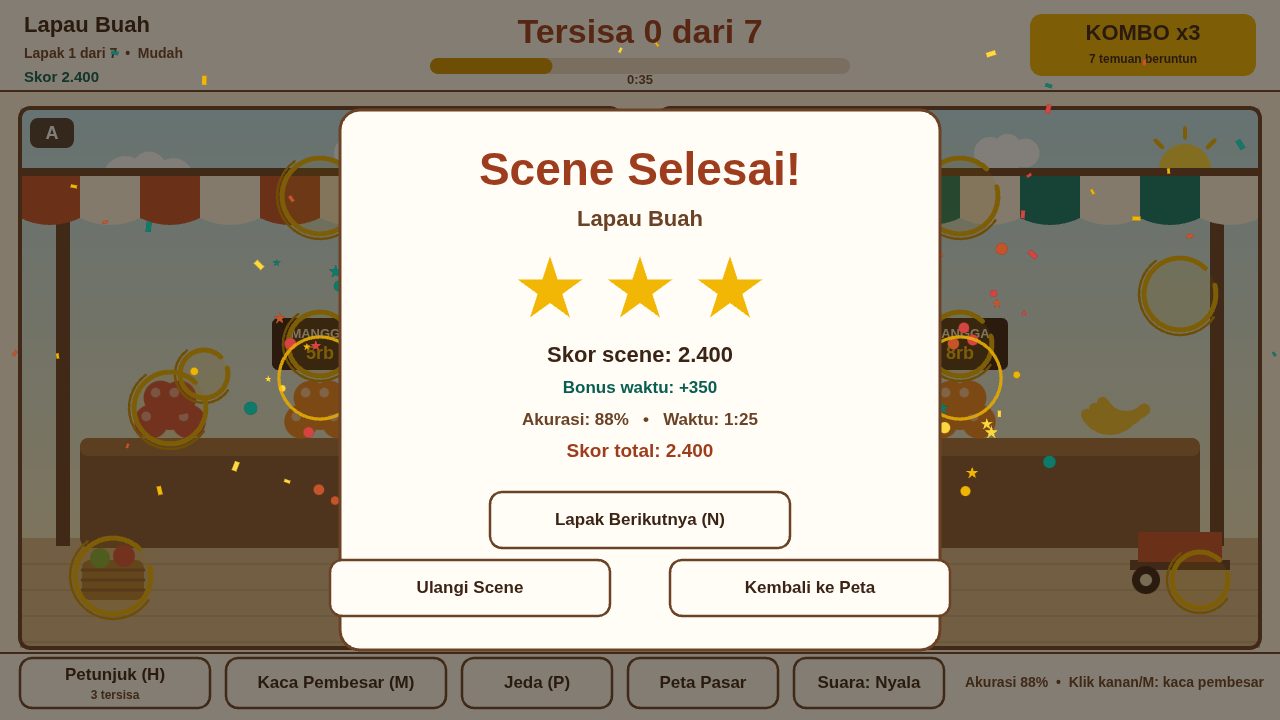 Lapau Buah
Lapak 1 dari 7 • Mudah
Skor 2.400
Tersisa 0 dari 7
0:35
KOMBO x3
7 temuan beruntun
A
5rb
8rb
Scene Selesai!
Lapau Buah
Skor scene: 2.400
Bonus waktu: +350
Akurasi: 88% • Waktu: 1:25
Skor total: 2.400
Lapak Berikutnya (N)
Ulangi Scene
Kembali ke Peta
Petunjuk (H)
3 tersisa
Kaca Pembesar (M)
Jeda (P)
Peta Pasar
Suara: Nyala
Akurasi 88% • Klik kanan/M: kaca pembesar